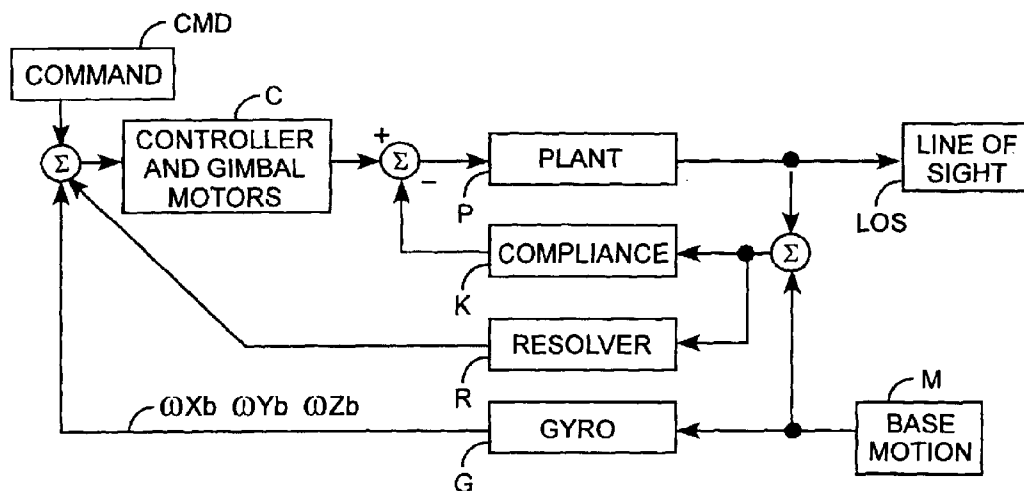 CMD
COMMAND
C
CONTROLLER
AND GIMBAL
MOTORS
Σ
+
Σ
−
PLANT
P
LINE OF
SIGHT
LOS
COMPLIANCE
K
Σ
RESOLVER
R
ωXb ωYb ωZb
GYRO
G
M
BASE
MOTION